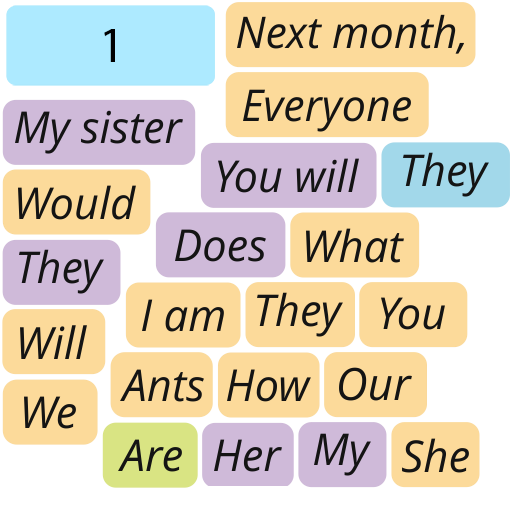 1
Next month,
Everyone
My sister
You will They
Would
Does What
They
I am They You
Will
Ants How Our
We
Are Her My She